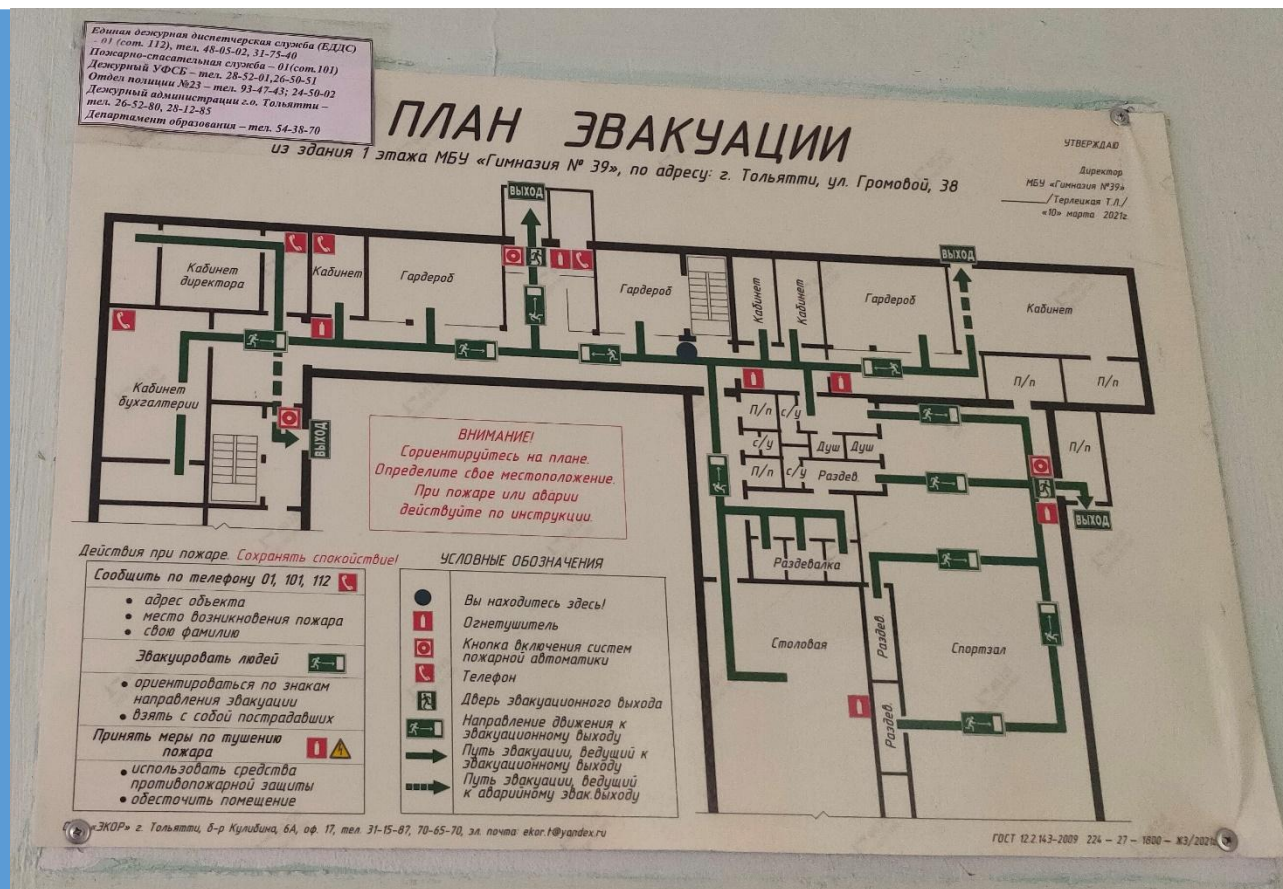 Единая дежурная диспетчерская служба (ЕДДС)
- 01 (сот. 112), тел. 48-05-02, 31-75-40
Пожарно-спасательная служба – 01(сот.101)
Дежурный УФСБ – тел. 28-52-01,26-50-51
Отдел полиции №23 – тел. 93-47-43; 24-50-02
Дежурный администрации г.о. Тольятти –
тел. 26-52-80, 28-12-85
Департамент образования – тел. 54-38-70
ПЛАН ЭВАКУАЦИИ
из здания 1 этажа МБУ «Гимназия № 39», по адресу: г. Тольятти, ул. Громовой, 38
УТВЕРЖДАЮ
Директор
МБУ «Гимназия №39»
/Терлецкая Т.Л./
«10» марта 2021г.
ВЫХОД
ВЫХОД
Кабинет
директора
Кабинет
Гардероб
Гардероб
Кабинет
Кабинет
Гардероб
Кабинет
Кабинет
бухгалтерии
ВЫХОД
П/п
П/п
П/п
П/п
с/у
с/у
Душ
Душ
П/п
с/у
Раздев.
ВЫХОД
Раздевалка
Столовая
Раздев.
Раздев.
Спортзал
ВНИМАНИЕ!
Сориентируйтесь на плане.
Определите свое местоположение.
При пожаре или аварии
действуйте по инструкции.
Действия при пожаре. Сохранять спокойствие!
Сообщить по телефону 01, 101, 112
• адрес объекта
• место возникновения пожара
• свою фамилию
Эвакуировать людей
• ориентироваться по знакам
направления эвакуации
• взять с собой пострадавших
Принять меры по тушению
пожара
• использовать средства
противопожарной защиты
• обесточить помещение
УСЛОВНЫЕ ОБОЗНАЧЕНИЯ
Вы находитесь здесь!
Огнетушитель
Кнопка включения систем
пожарной автоматики
Телефон
Дверь эвакуационного выхода
Направление движения к
эвакуационному выходу
Путь эвакуации, ведущий к
эвакуационному выходу
Путь эвакуации, ведущий
к аварийному эвак.выходу
«ЭКОР» г. Тольятти, б-р Кулибина, 6А, оф. 17, тел. 31-15-87, 70-65-70, эл. почта ekor.t@yandex.ru
ГОСТ 12.2.143-2009 224 – 27 – 1800 – ЖЗ/2021